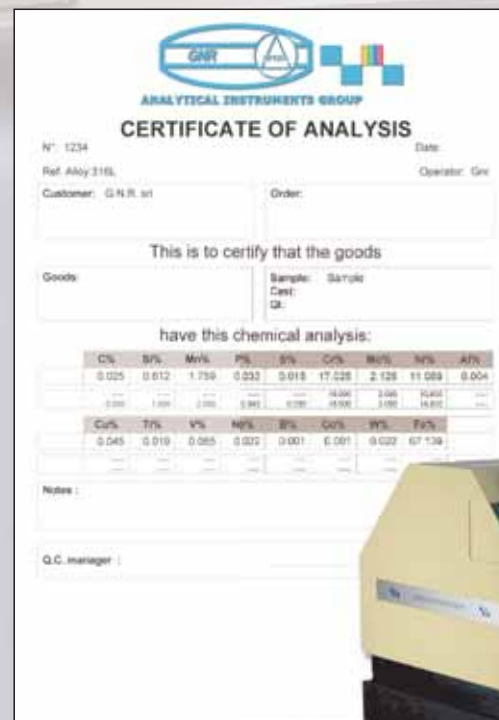 GNR
ANALYTICAL INSTRUMENTS GROUP
CERTIFICATE OF ANALYSIS
N°: 1234 Date:
Ref. Alloy 316L Operator: Gnr
Customer: G.N.R. srl Order:
This is to certify that the goods
Goods: Sample: Sample
Cast:
Qt.:
have this chemical analysis:
C% Si% Mn% P% S% Cr% Mo% Ni% Al%
0.025 0.612 1.759 0.032 0.018 17.028 2.128 11.089 0.004
Cu% Ti% V% Nb% B% Co% W% Fe%
0.045 0.019 0.065 0.022 0.001 0.001 0.022 67.139
Notes :
Q.C. manager :